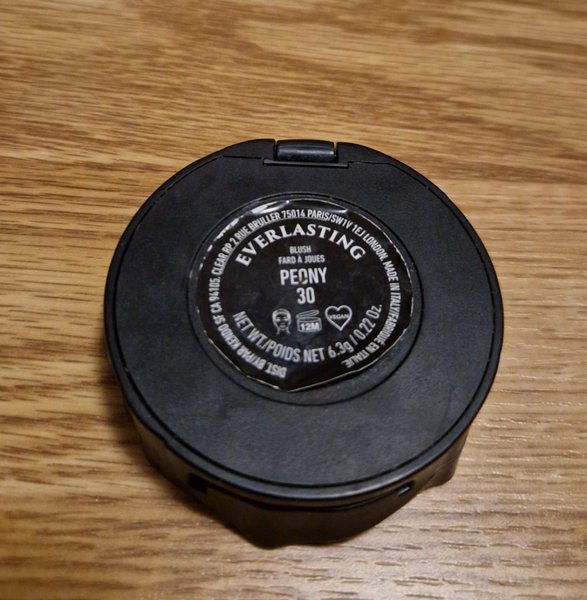 EVERLASTING
BLUSH
FARD À JOUES
PEONY
30
12M
VEGAN
NET WT./POIDS NET 6.3g / 0.22 Oz.
DIST. BY/PAR KENDO SF CA 94105, CLEAR RP 2 RUE BRULLER 75014 PARIS/SW1V 1EJ LONDON. MADE IN ITALY/FABRIQUÉ EN ITALIE.